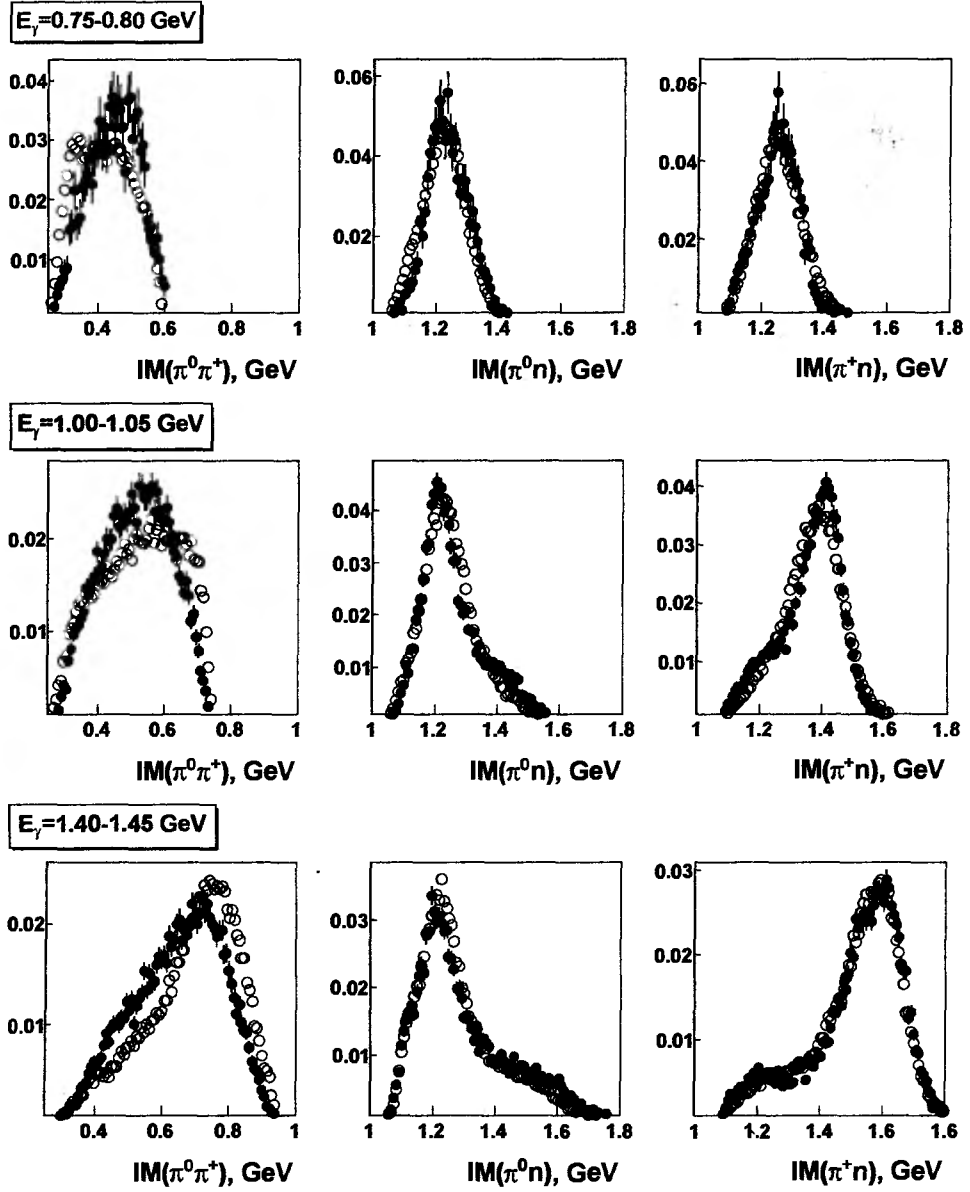 Eγ=0.75-0.80 GeV
0.04
0.03
0.02
0.01
0.4 0.6 0.8 1
IM(π⁰π⁺), GeV
0.06
0.04
0.02
1 1.2 1.4 1.6 1.8
IM(π⁰n), GeV
0.06
0.04
0.02
1 1.2 1.4 1.6 1.8
IM(π⁺n), GeV
Eγ=1.00-1.05 GeV
0.02
0.01
0.4 0.6 0.8 1
IM(π⁰π⁺), GeV
0.04
0.03
0.02
0.01
1 1.2 1.4 1.6 1.8
IM(π⁰n), GeV
0.04
0.03
0.02
0.01
1 1.2 1.4 1.6 1.8
IM(π⁺n), GeV
Eγ=1.40-1.45 GeV
0.02
0.01
0.4 0.6 0.8 1
IM(π⁰π⁺), GeV
0.03
0.02
0.01
1 1.2 1.4 1.6 1.8
IM(π⁰n), GeV
0.03
0.02
0.01
1 1.2 1.4 1.6 1.6
IM(π⁺n), GeV